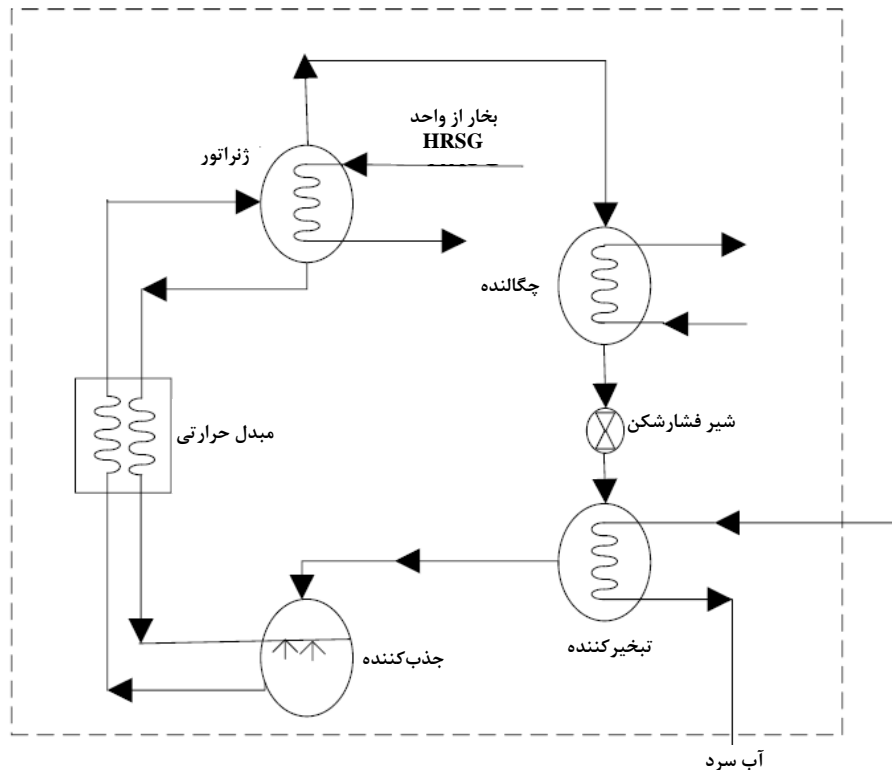 بخار از واحد
HRSG
ژنراتور
چگالنده
شیر فشارشکن
مبدل حرارتی
تبخیرکننده
جذب‌کننده
آب سرد